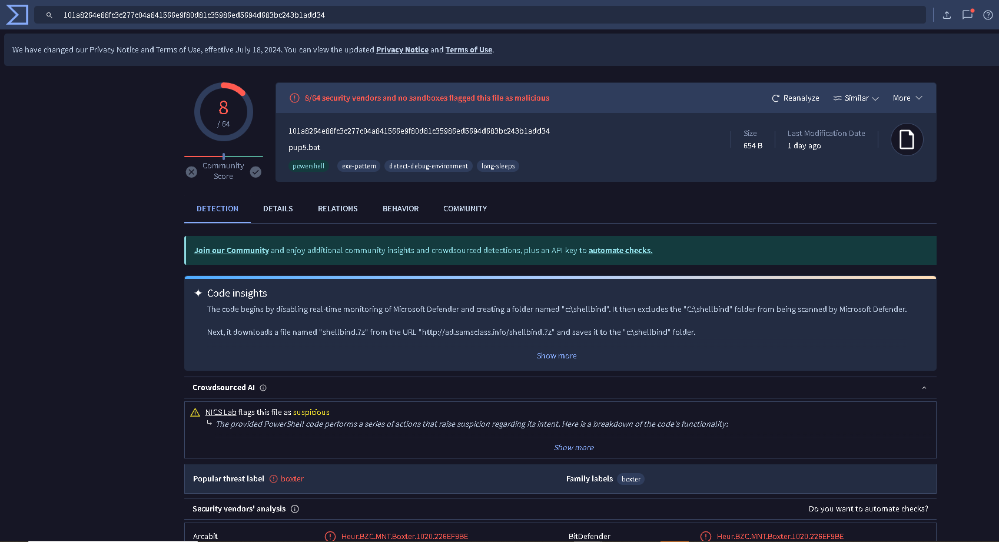 101a8264e88fc3c277c04a841566e9f80d81c35986ed5694d683bc243b1add34
We have changed our Privacy Notice and Terms of Use, effective July 18, 2024. You can view the updated Privacy Notice and Terms of Use.
8
/ 64
Community
Score
8/64 security vendors and no sandboxes flagged this file as malicious
Reanalyze
Similar
More
101a8264e88fc3c277c04a841566e9f80d81c35986ed5694d683bc243b1add34
pup5.bat
powershell
exe-pattern
detect-debug-environment
long-sleeps
Size
654 B
Last Modification Date
1 day ago
DETECTION
DETAILS
RELATIONS
BEHAVIOR
COMMUNITY
Join our Community and enjoy additional community insights and crowdsourced detections, plus an API key to automate checks.
Code insights
The code begins by disabling real-time monitoring of Microsoft Defender and creating a folder named "c:\shellbind". It then excludes the "C:\shellbind" folder from being scanned by Microsoft Defender.
Next, it downloads a file named "shellbind.7z" from the URL "http://ad.samsclass.info/shellbind.7z" and saves it to the "c:\shellbind" folder.
Show more
Crowdsourced AI
NICS Lab flags this file as suspicious
The provided PowerShell code performs a series of actions that raise suspicion regarding its intent. Here is a breakdown of the code's functionality:
Show more
Popular threat label
boxter
Family labels
boxter
Security vendors' analysis
Do you want to automate checks?
Arcabit
Heur.BZC.MNT.Boxter.1020.226EF9BE
BitDefender
Heur.BZC.MNT.Boxter.1020.226EF9BE